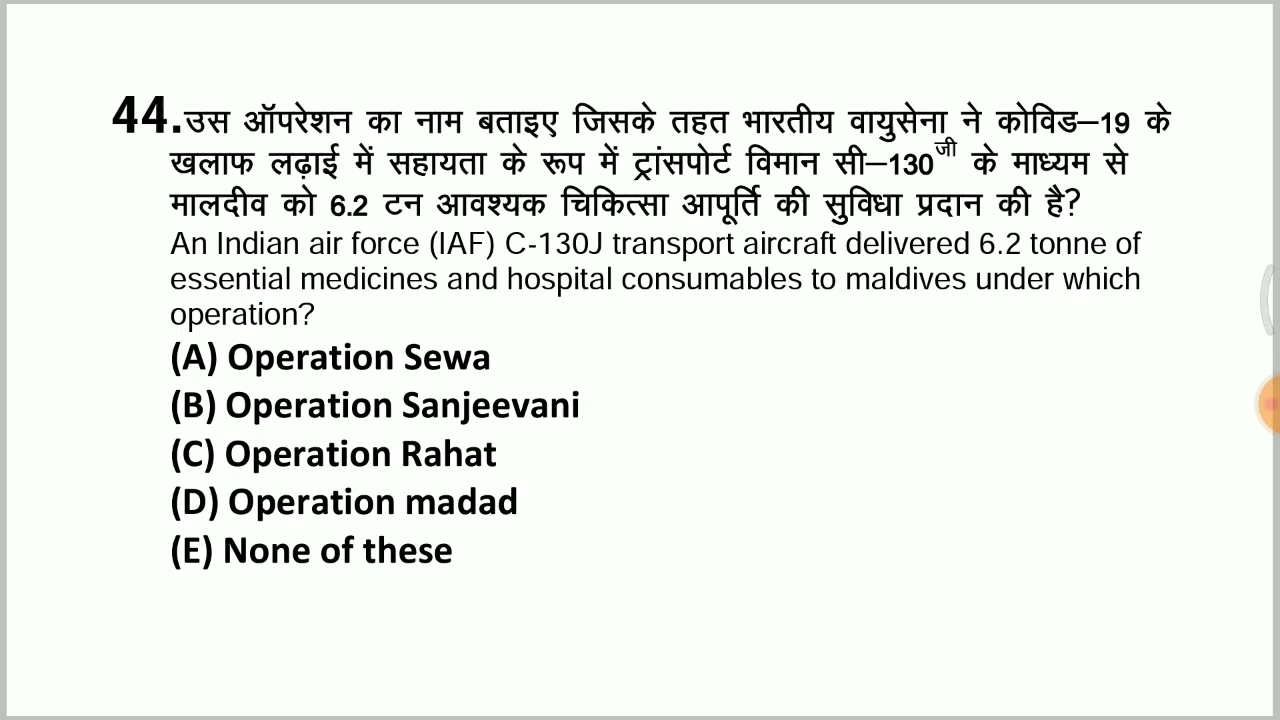 44.उस ऑपरेशन का नाम बताइए जिसके तहत भारतीय वायुसेना ने कोविड–19 के
खलाफ लढ़ाई में सहायता के रूप में ट्रांसपोर्ट विमान सी–130जी के माध्यम से
मालदीव को 6.2 टन आवश्यक चिकित्सा आपूर्ति की सुविधा प्रदान की है?
An Indian air force (IAF) C-130J transport aircraft delivered 6.2 tonne of
essential medicines and hospital consumables to maldives under which
operation?
(A) Operation Sewa
(B) Operation Sanjeevani
(C) Operation Rahat
(D) Operation madad
(E) None of these